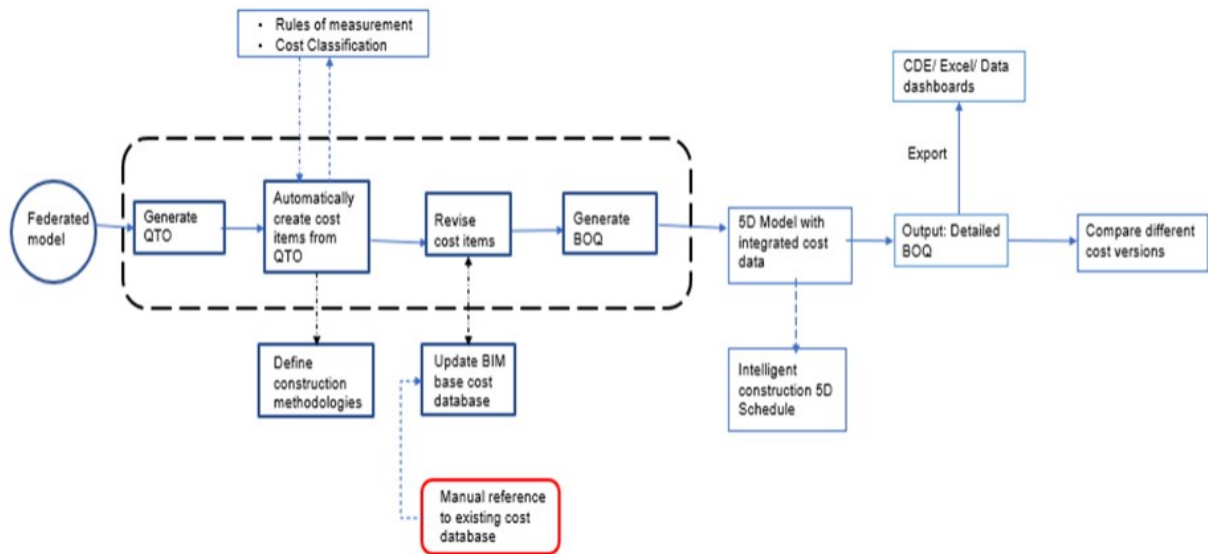 • Rules of measurement
• Cost Classification
CDE/ Excel/ Data
dashboards
Export
Federated
model
Generate
QTO
Automatically
create cost
items from
QTO
Revise
cost items
Generate
BOQ
5D Model with
integrated cost
data
Output: Detailed
BOQ
Compare different
cost versions
Define
construction
methodologies
Update BIM
base cost
database
Intelligent
construction 5D
Schedule
Manual reference
to existing cost
database